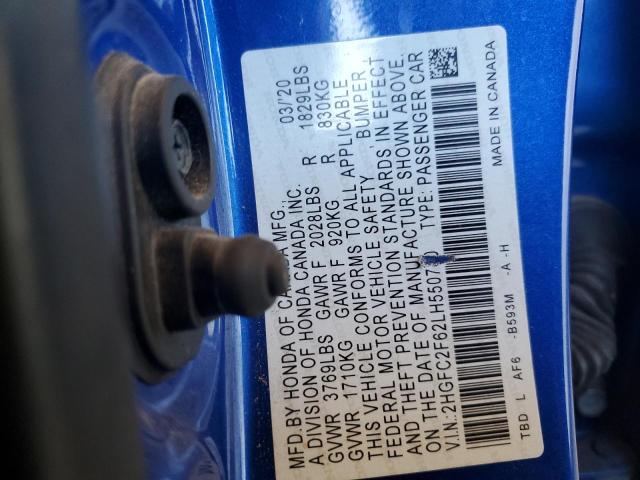 MFD.BY HONDA OF CANADA MFG., 03/'20
A DIVISION OF HONDA CANADA INC.
GVWR 3769LBS GAWR F 2028LBS R 1829LBS
GVWR 1710KG GAWR F 920KG R 830KG
THIS VEHICLE CONFORMS TO ALL APPLICABLE
FEDERAL MOTOR VEHICLE SAFETY, BUMPER
AND THEFT PREVENTION STANDARDS IN EFFECT
ON THE DATE OF MANUFACTURE SHOWN ABOVE.
V.I.N.:2HGFC2F62LH5507 TYPE: PASSENGER CAR
TBD L AF6 -B593M -A -H MADE IN CANADA